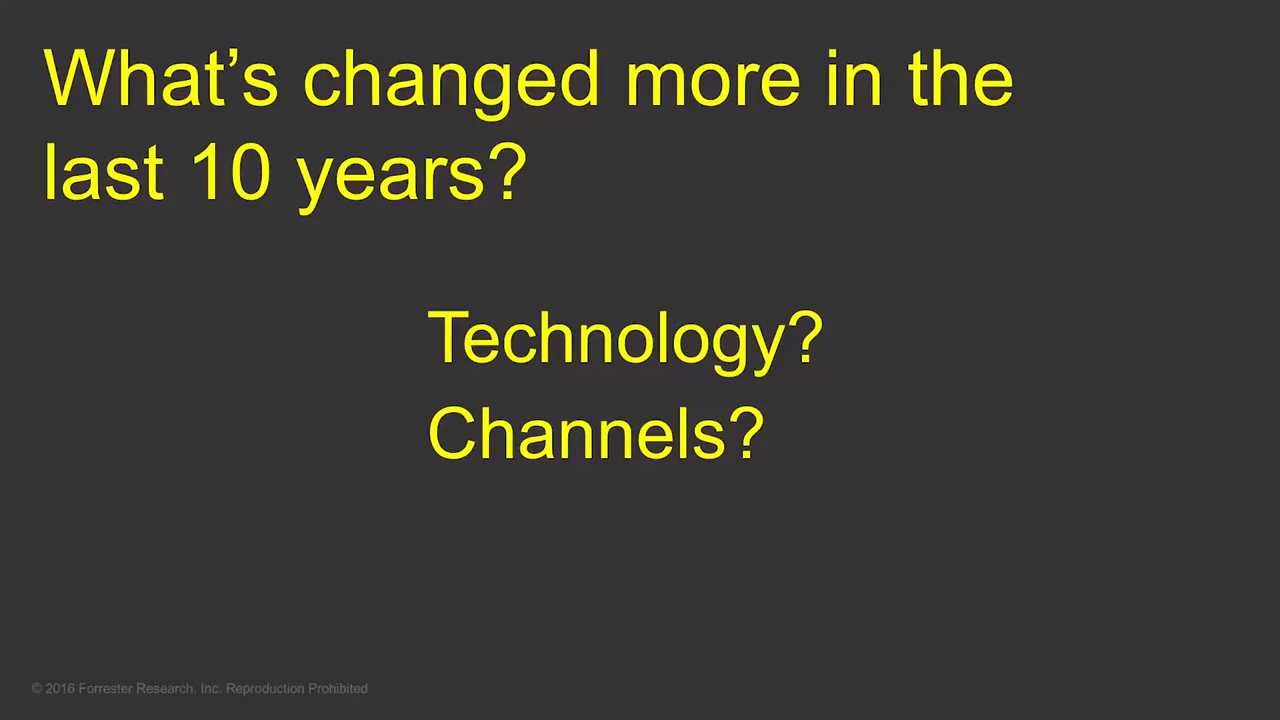 What’s changed more in the
last 10 years?
Technology?
Channels?
© 2016 Forrester Research. Inc. Reproduction Prohibited